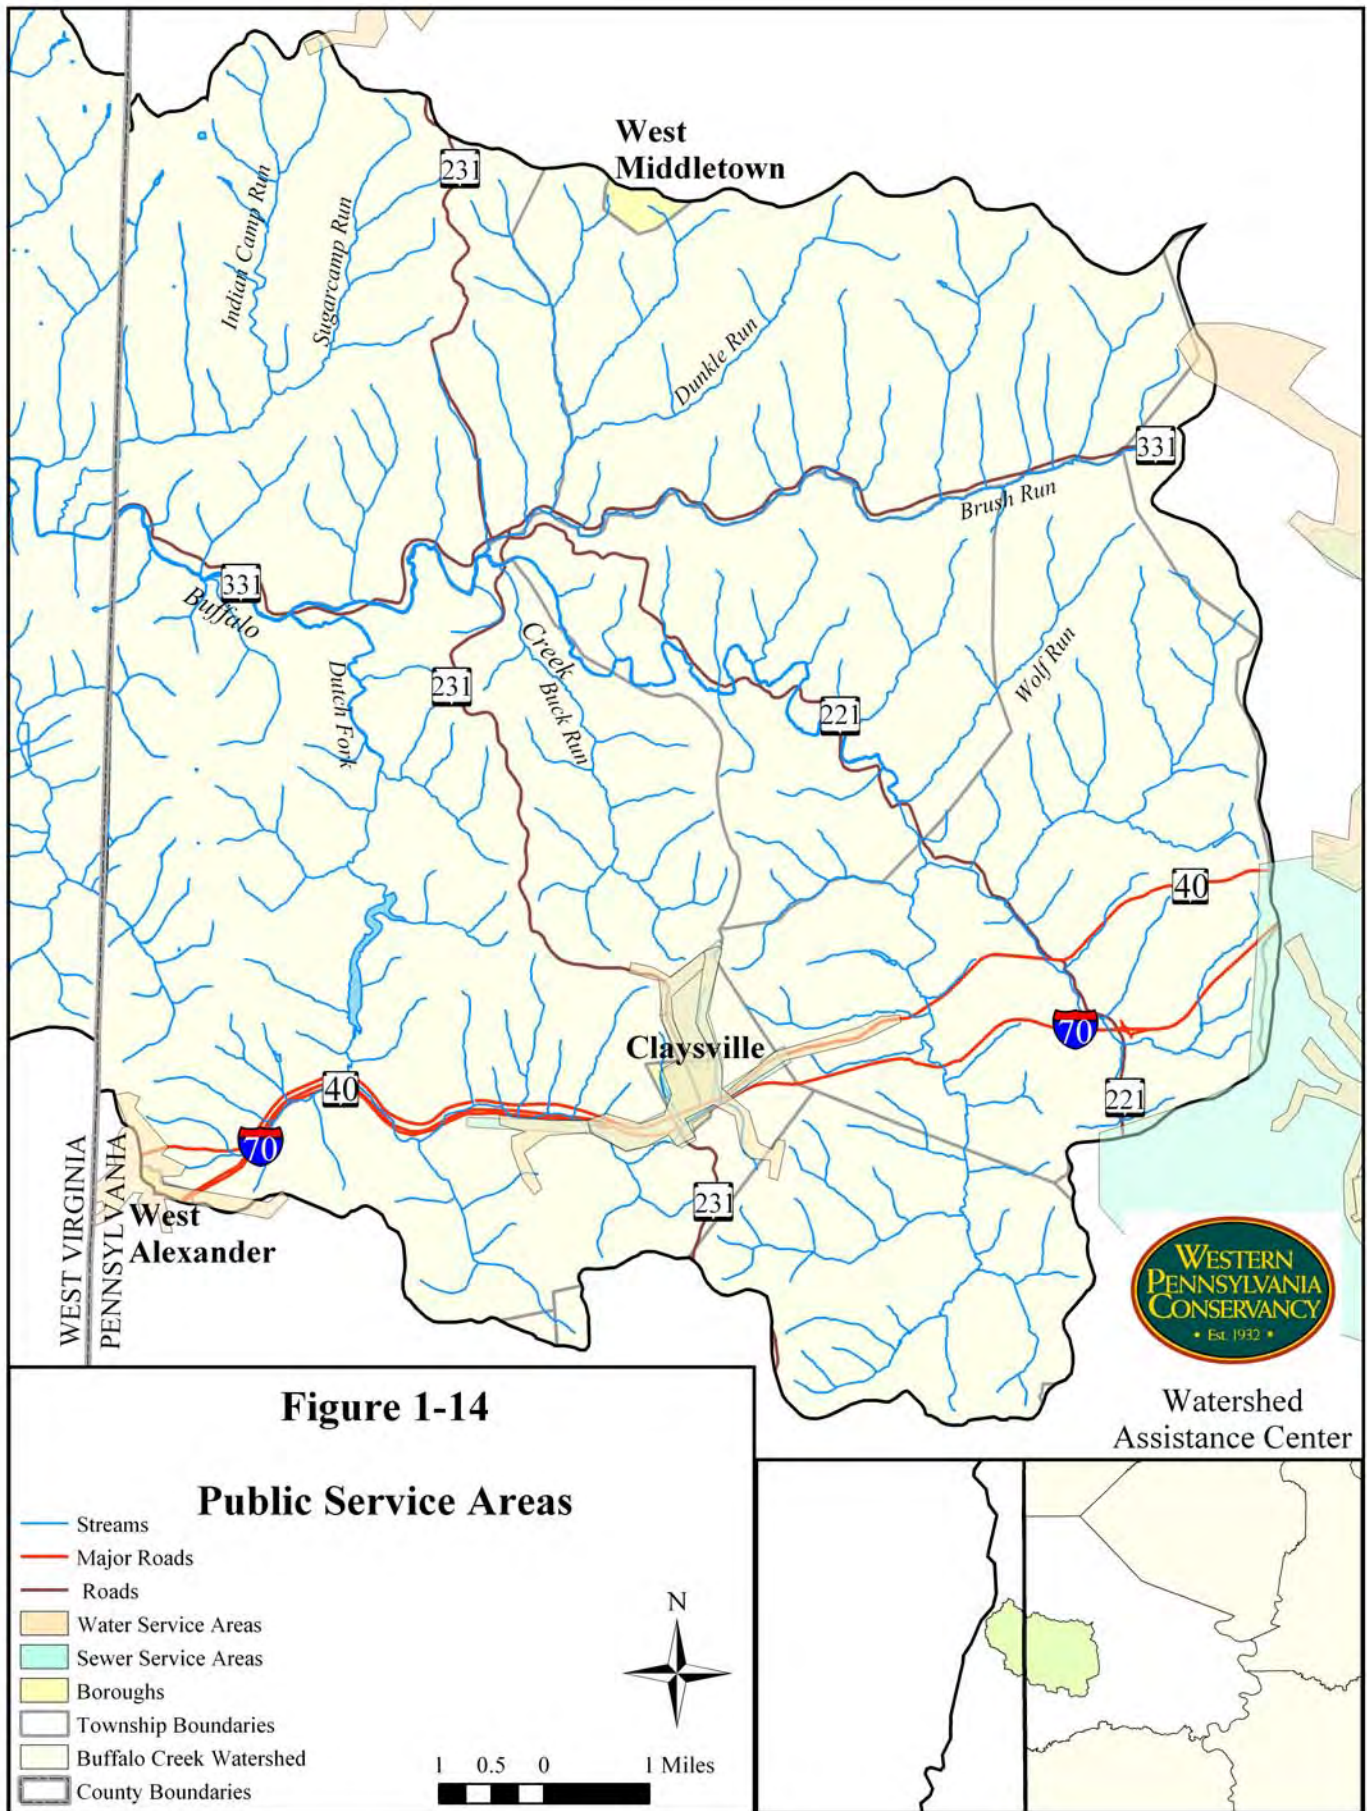 West
Middletown
231
Indian Camp Run
Sugarcamp Run
Dunkle Run
331
Brush Run
331
Buffalo
Creek
Buck Run
Dutch Fork
231
Wolf Run
221
40
70
Claysville
40
70
221
231
WEST VIRGINIA
PENNSYLVANIA
West
Alexander
WESTERN
PENNSYLVANIA
CONSERVANCY
• Est. 1932 •
Watershed
Assistance Center
Figure 1-14
Public Service Areas
Streams
Major Roads
Roads
Water Service Areas
Sewer Service Areas
Boroughs
Township Boundaries
Buffalo Creek Watershed
County Boundaries
N
1 0.5 0 1 Miles